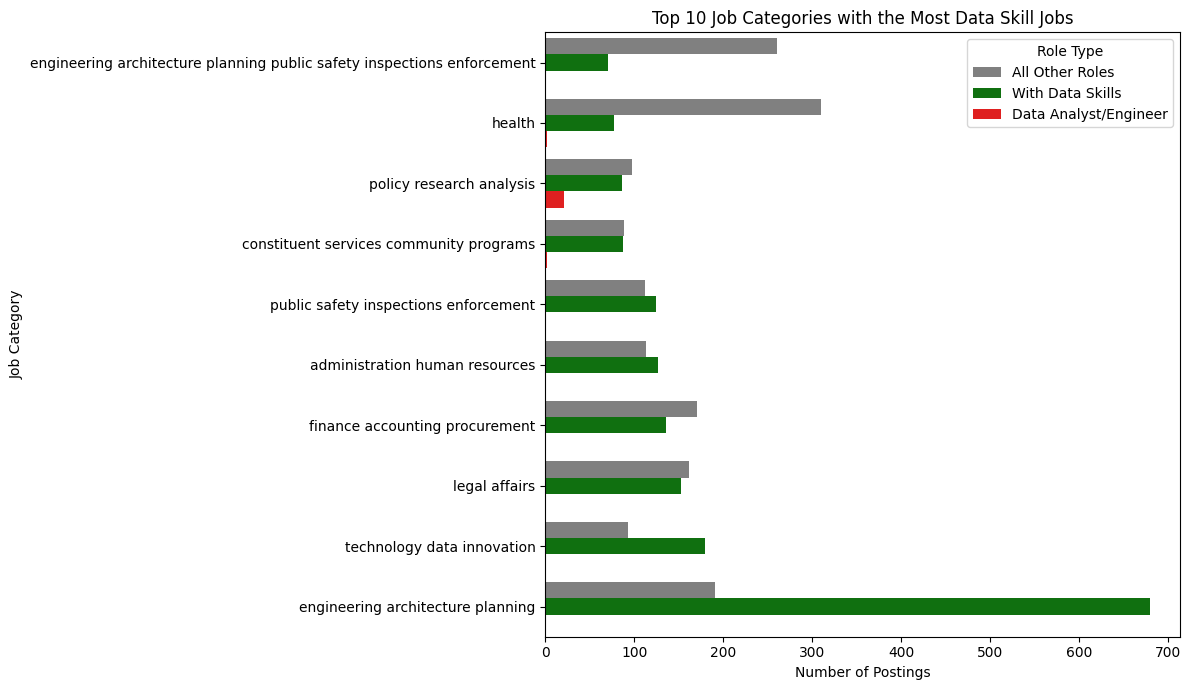 Top 10 Job Categories with the Most Data Skill Jobs
Role Type
All Other Roles
With Data Skills
Data Analyst/Engineer
Job Category
engineering architecture planning public safety inspections enforcement
health
policy research analysis
constituent services community programs
public safety inspections enforcement
administration human resources
finance accounting procurement
legal affairs
technology data innovation
engineering architecture planning
0 100 200 300 400 500 600 700
Number of Postings